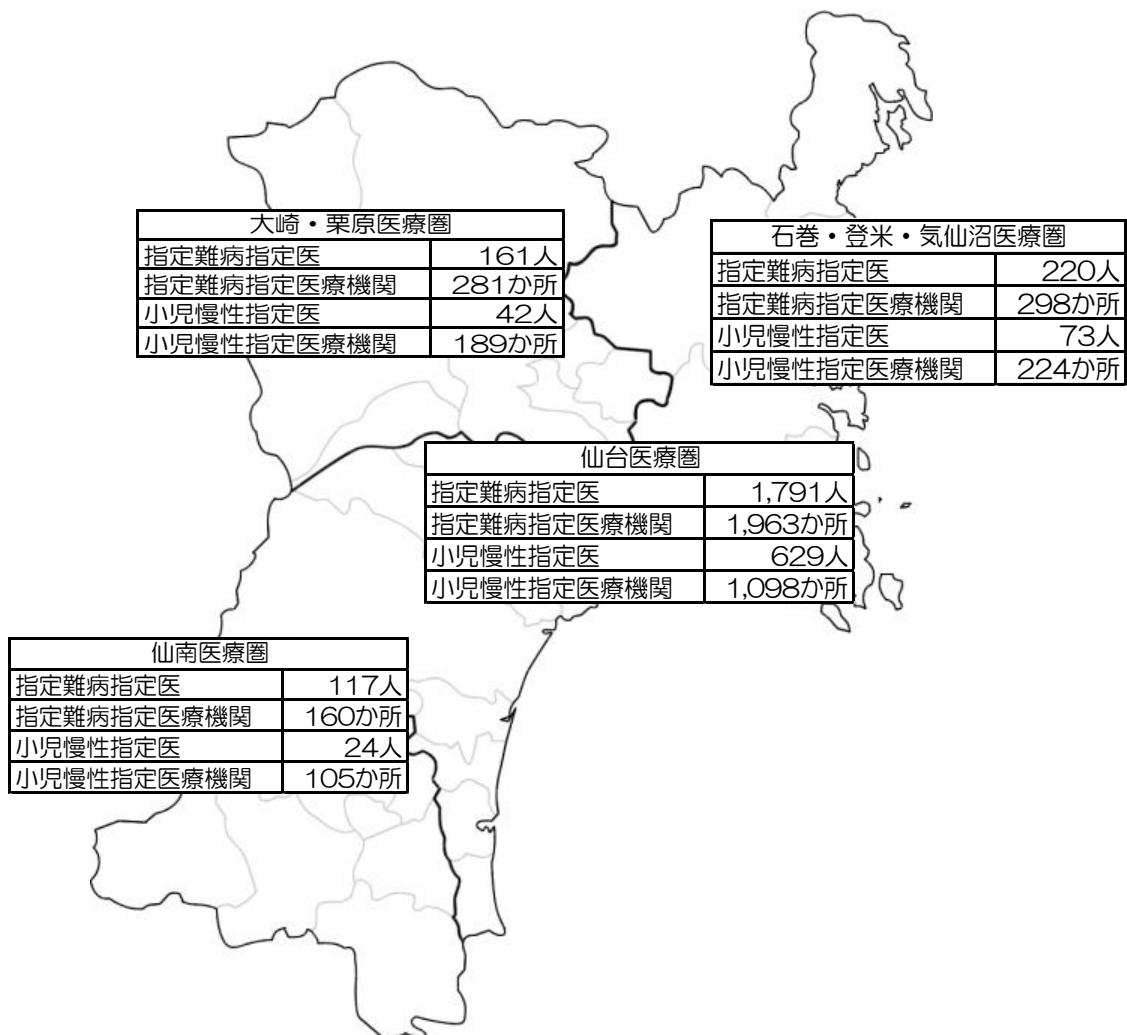 大崎・栗原医療圏
指定難病指定医 161人
指定難病指定医療機関 281か所
小児慢性指定医 42人
小児慢性指定医療機関 189か所
石巻・登米・気仙沼医療圏
指定難病指定医 220人
指定難病指定医療機関 298か所
小児慢性指定医 73人
小児慢性指定医療機関 224か所
仙台医療圏
指定難病指定医 1,791人
指定難病指定医療機関 1,963か所
小児慢性指定医 629人
小児慢性指定医療機関 1,098か所
仙南医療圏
指定難病指定医 117人
指定難病指定医療機関 160か所
小児慢性指定医 24人
小児慢性指定医療機関 105か所